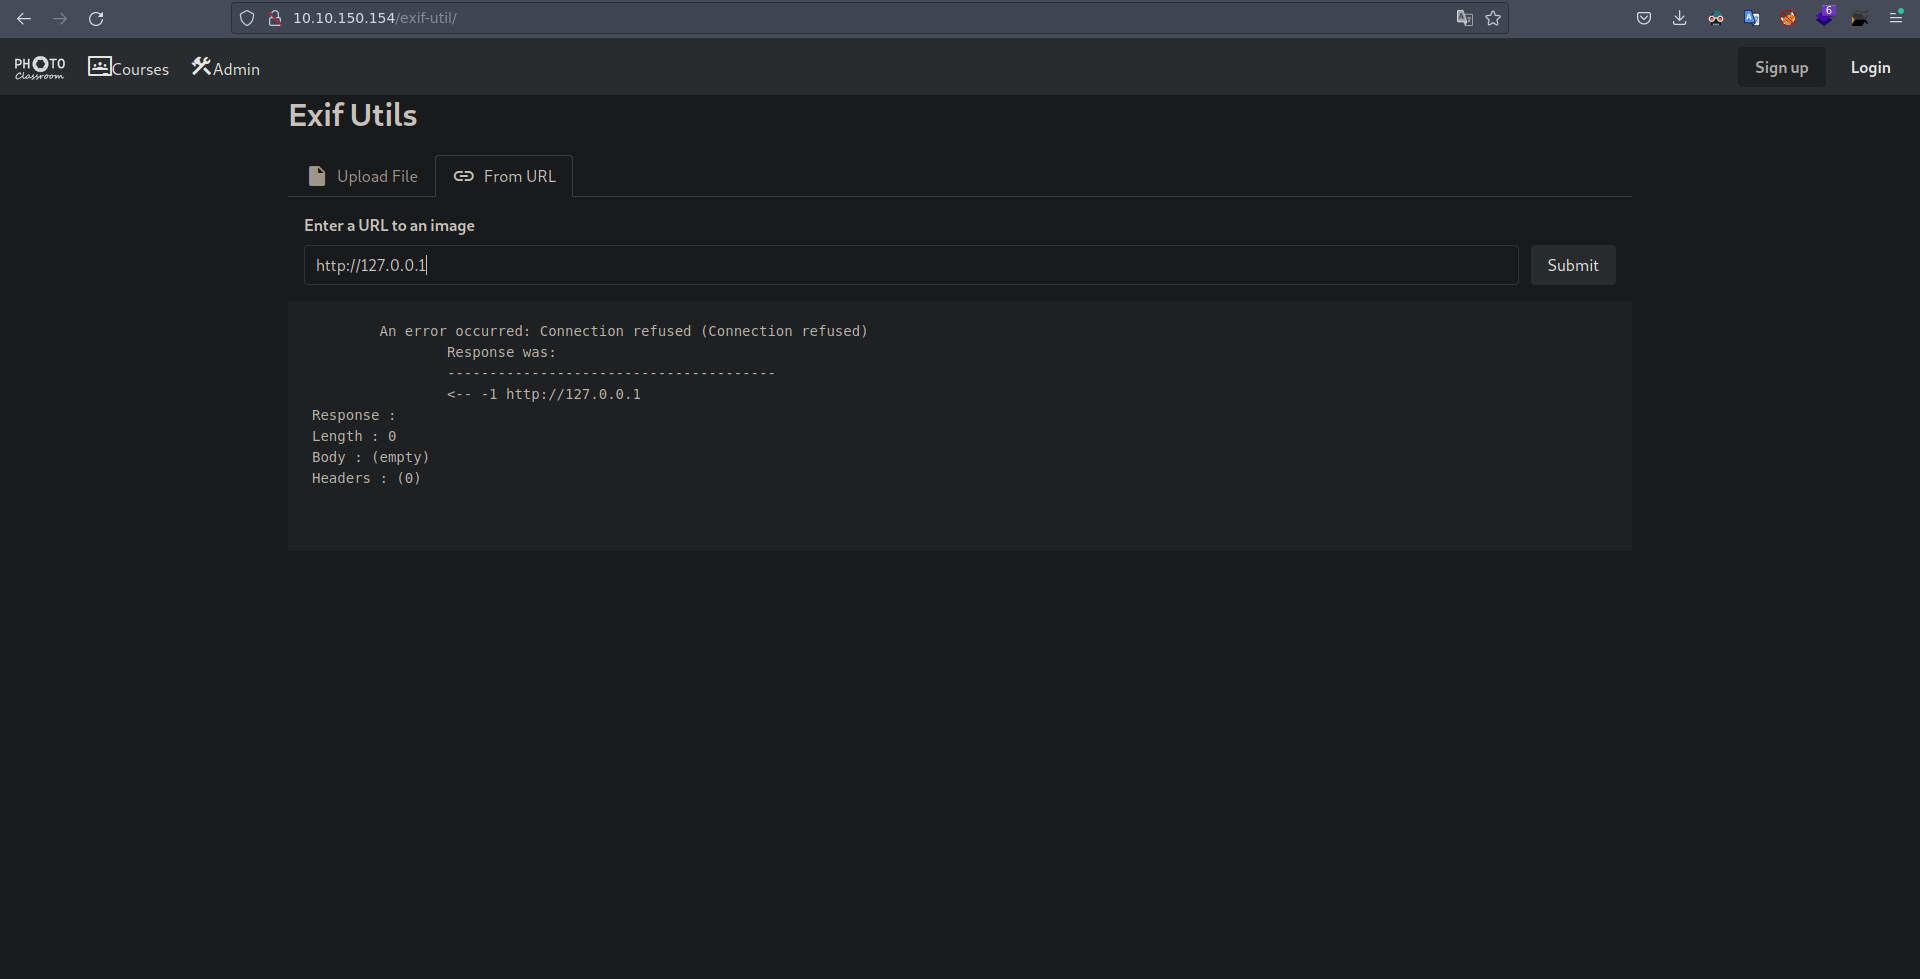 10.10.150.154/exif-util/
6
PHOTO
Classroom
Courses
Admin
Sign up
Login
Exif Utils
Upload File
From URL
Enter a URL to an image
http://127.0.0.1
Submit
An error occurred: Connection refused (Connection refused)
Response was:
---------------------------------------
<-- -1 http://127.0.0.1
Response :
Length : 0
Body : (empty)
Headers : (0)